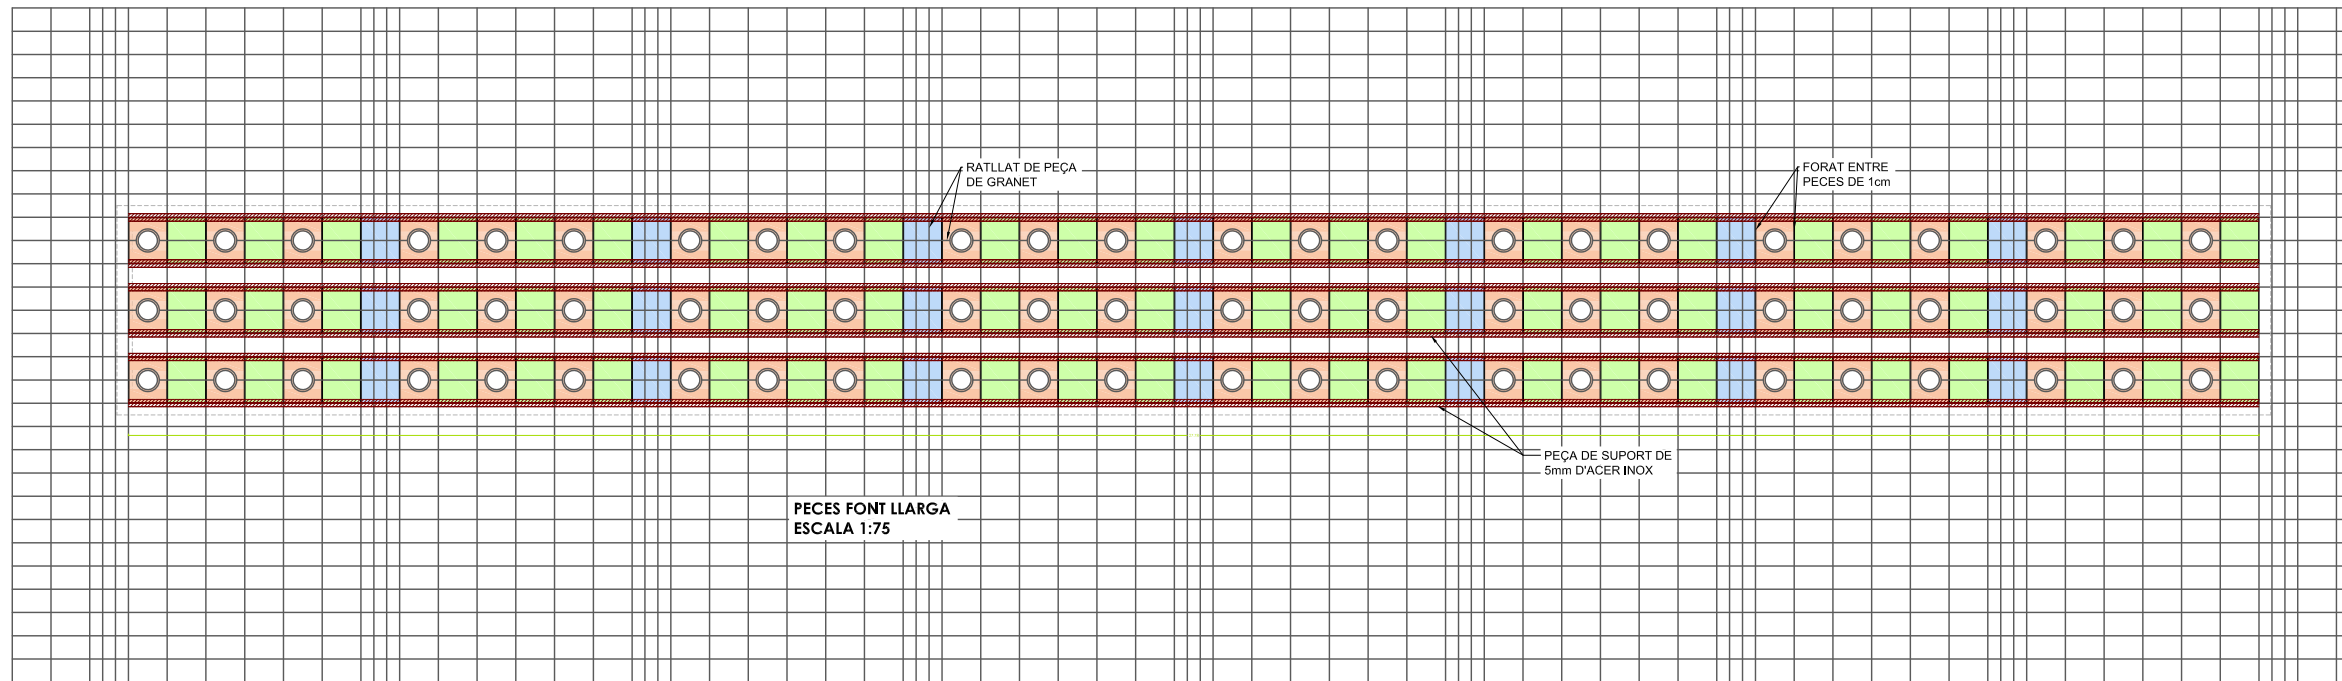 RATLLAT DE PEÇA
DE GRANET
FORAT ENTRE
PECES DE 1cm
PEÇA DE SUPORT DE
5mm D'ACER INOX
PECES FONT LLARGA
ESCALA 1:75